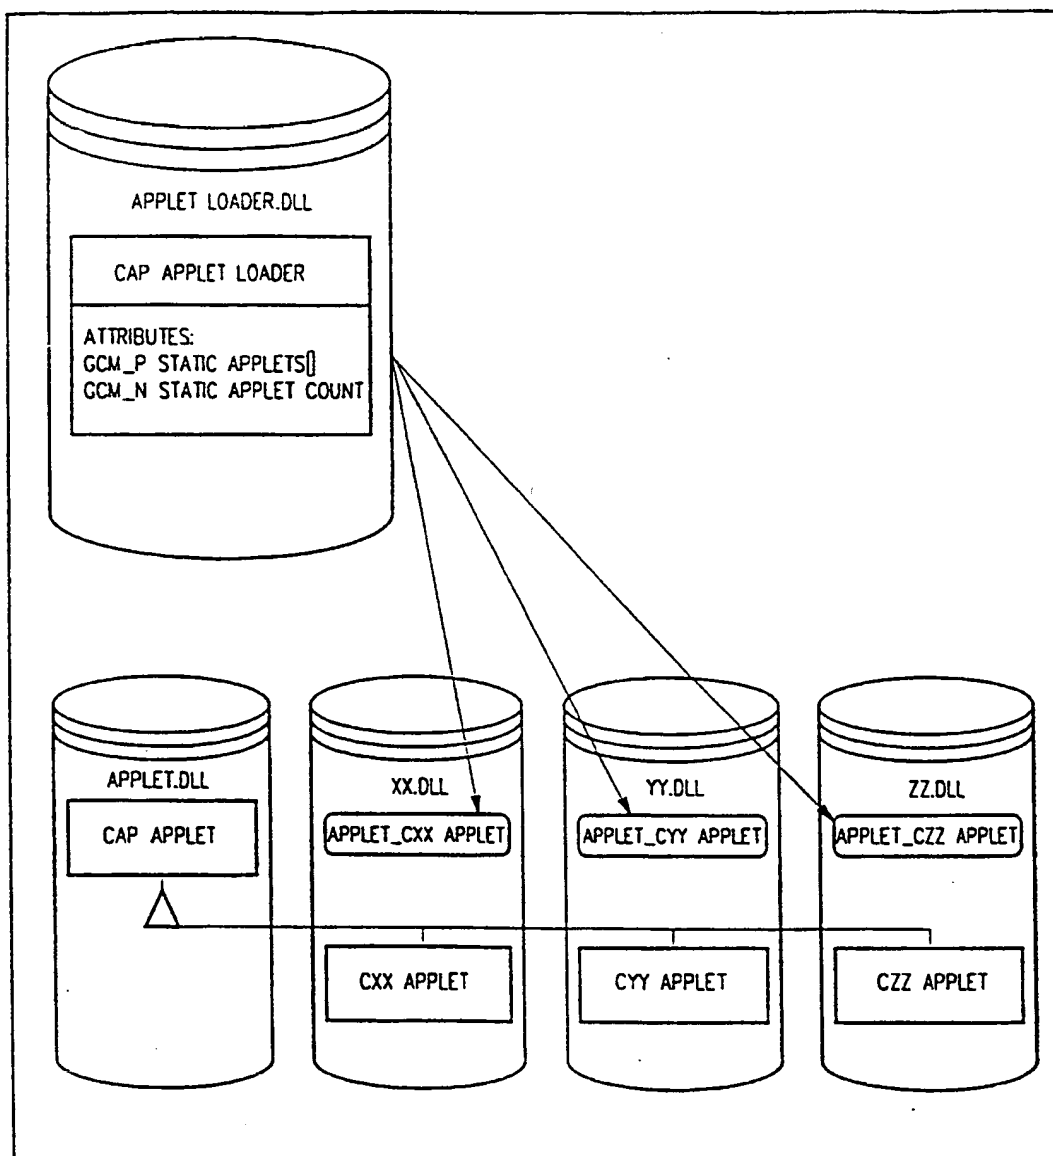 APPLET LOADER.DLL
CAP APPLET LOADER
ATTRIBUTES:
GCM_P STATIC APPLETS[]
GCM_N STATIC APPLET COUNT
APPLET.DLL
CAP APPLET
XX.DLL
APPLET_CXX APPLET
CXX APPLET
YY.DLL
APPLET_CYY APPLET
CYY APPLET
ZZ.DLL
APPLET_CZZ APPLET
CZZ APPLET